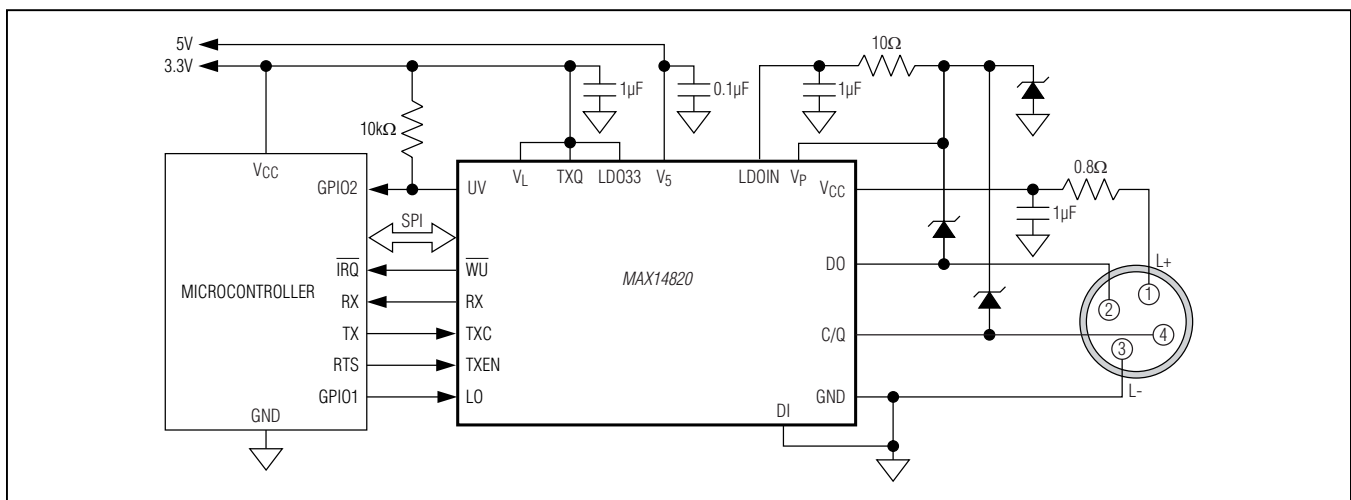 5V
3.3V
10Ω
1µF
0.1µF
1µF
10kΩ
VCC
VL
TXQ
LDO33
V5
LDOIN
VP
VCC
0.8Ω
1µF
GPIO2
UV
SPI
IRQ
WU
MICROCONTROLLER
MAX14820
DO
L+
1
2
RX
RX
TX
TXC
C/Q
4
3
RTS
TXEN
GPIO1
LO
GND
L-
GND
DI